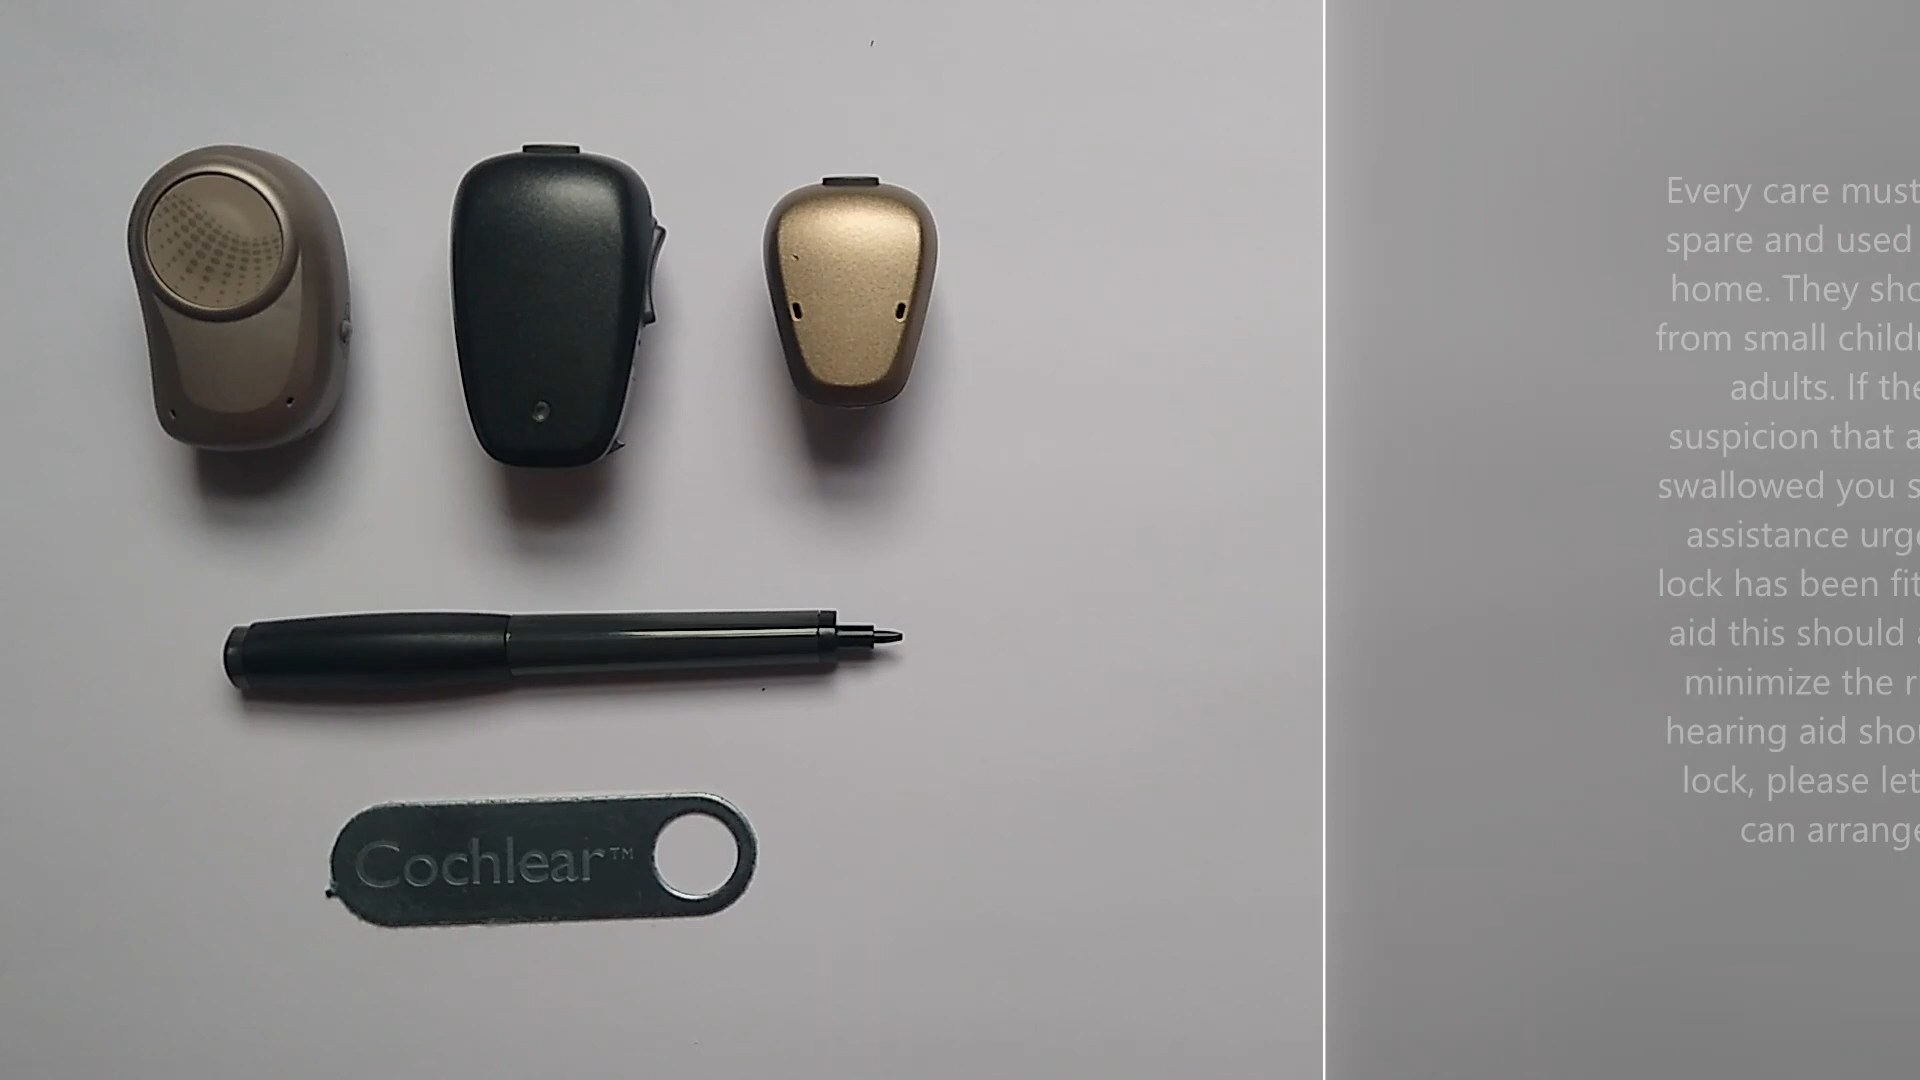 Cochlear™
Every care must
spare and used
home. They sho
from small childr
adults. If the
suspicion that a
swallowed you s
assistance urge
lock has been fit
aid this should a
minimize the r
hearing aid shou
lock, please let
can arrange